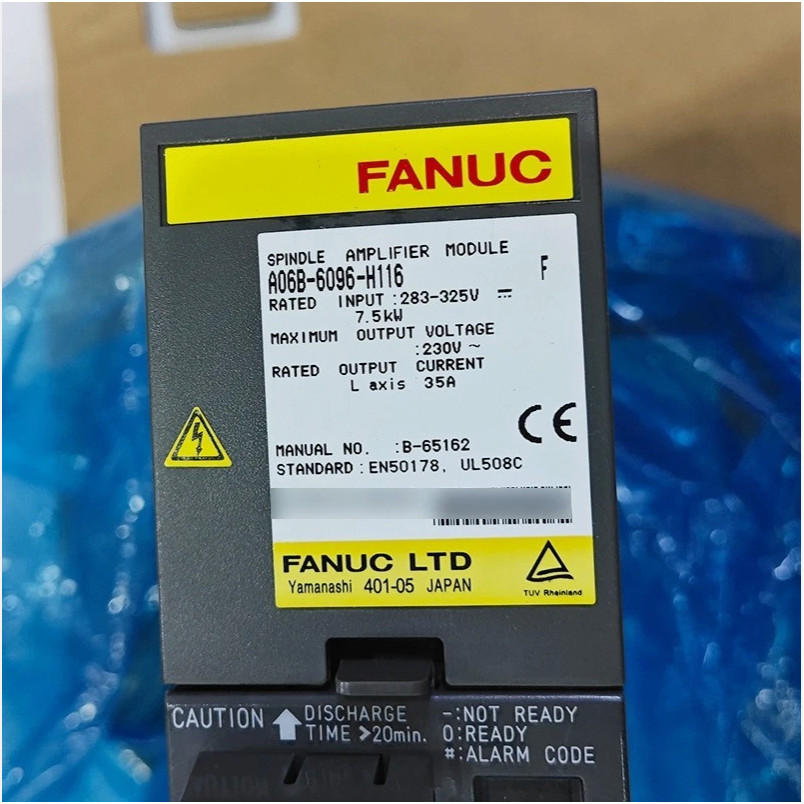 FANUC
SPINDLE AMPLIFIER MODULE
A06B-6096-H116 F
RATED INPUT :283-325V ⎓
7.5kW
MAXIMUM OUTPUT VOLTAGE
:230V ~
RATED OUTPUT CURRENT
L axis 35A
CE
MANUAL NO. :B-65162
STANDARD : EN50178, UL508C
FANUC LTD
Yamanashi 401-05 JAPAN
TUV Rheinland
CAUTION DISCHARGE
TIME >20min.
-:NOT READY
0:READY
#:ALARM CODE